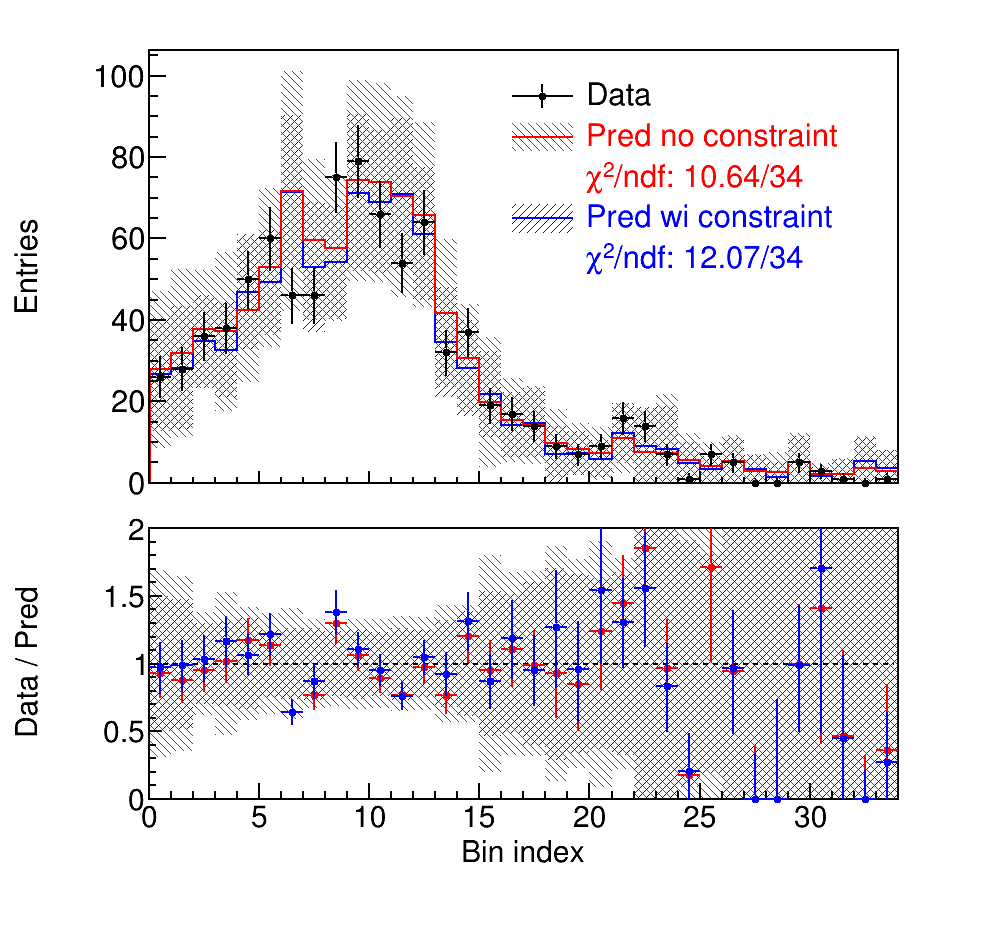 Entries
100
80
60
40
20
0
Data
Pred no constraint
χ²/ndf: 10.64/34
Pred wi constraint
χ²/ndf: 12.07/34
Data / Pred
2
1.5
1
0.5
0
0 5 10 15 20 25 30
Bin index